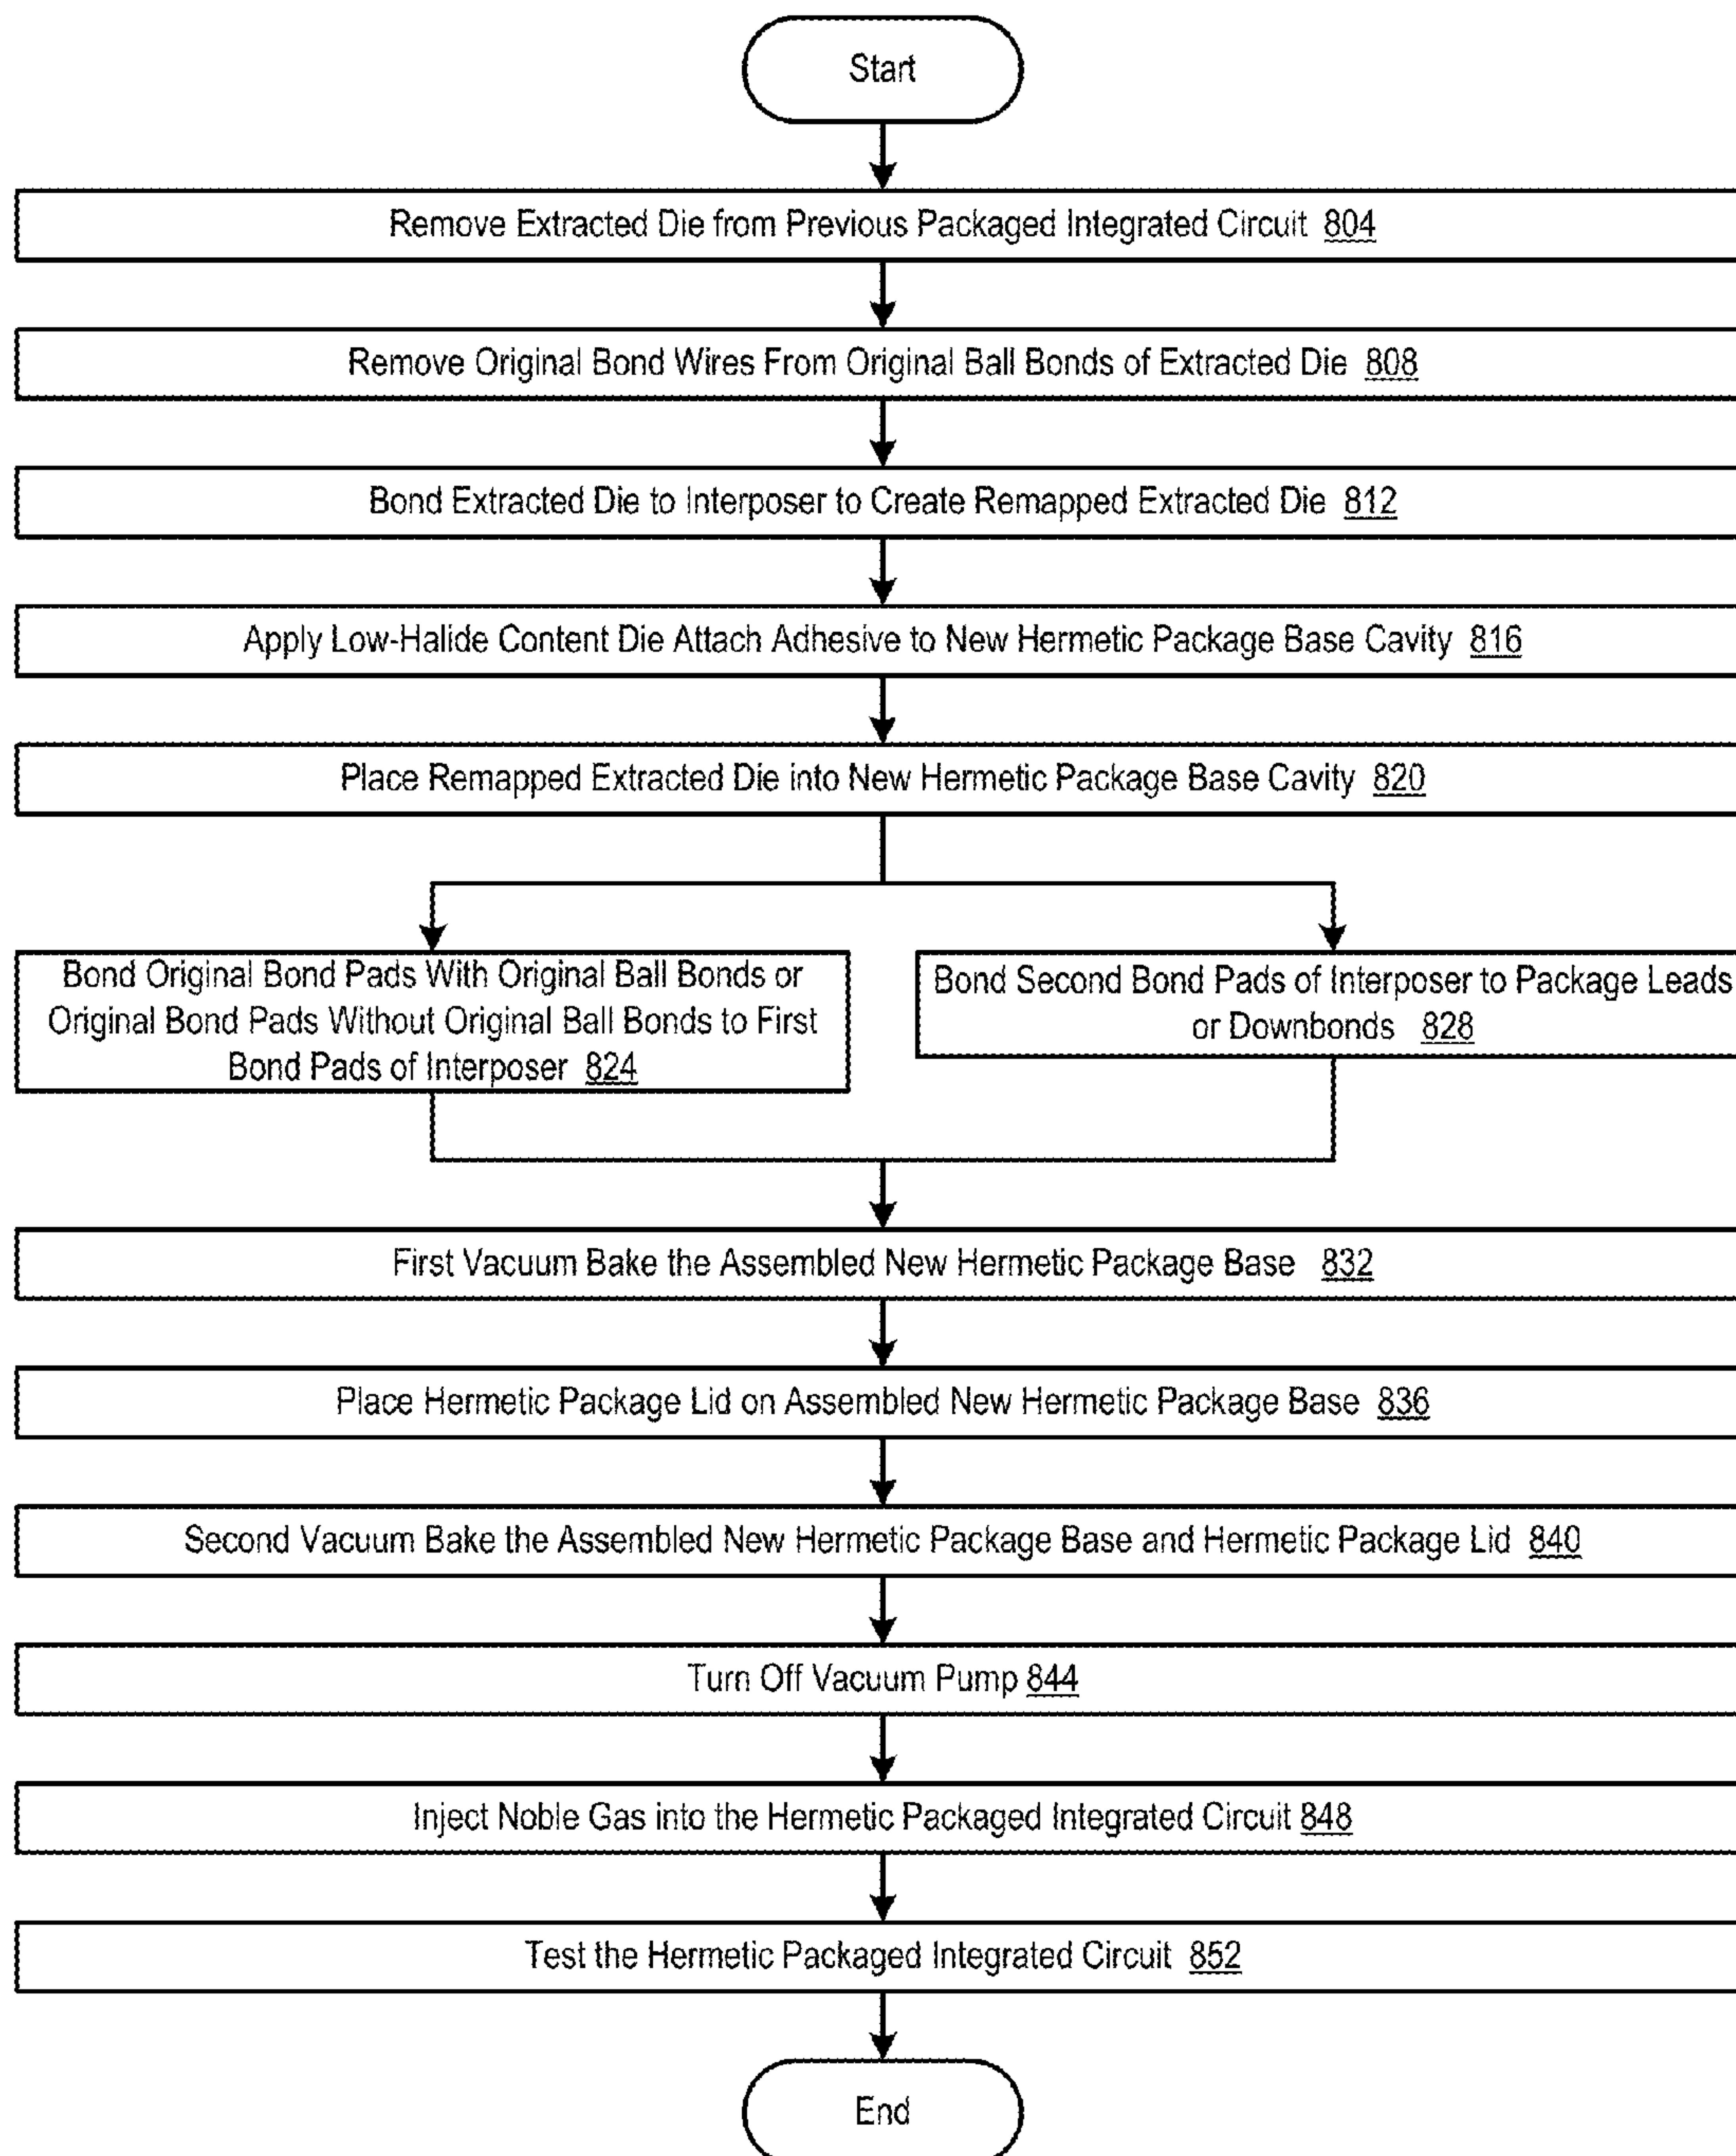 Start
Remove Extracted Die from Previous Packaged Integrated Circuit 804
Remove Original Bond Wires From Original Ball Bonds of Extracted Die 808
Bond Extracted Die to Interposer to Create Remapped Extracted Die 812
Apply Low-Halide Content Die Attach Adhesive to New Hermetic Package Base Cavity 816
Place Remapped Extracted Die into New Hermetic Package Base Cavity 820
Bond Original Bond Pads With Original Ball Bonds or
Original Bond Pads Without Original Ball Bonds to First
Bond Pads of Interposer 824
Bond Second Bond Pads of Interposer to Package Leads
or Downbonds 828
First Vacuum Bake the Assembled New Hermetic Package Base 832
Place Hermetic Package Lid on Assembled New Hermetic Package Base 836
Second Vacuum Bake the Assembled New Hermetic Package Base and Hermetic Package Lid 840
Turn Off Vacuum Pump 844
Inject Noble Gas into the Hermetic Packaged Integrated Circuit 848
Test the Hermetic Packaged Integrated Circuit 852
End